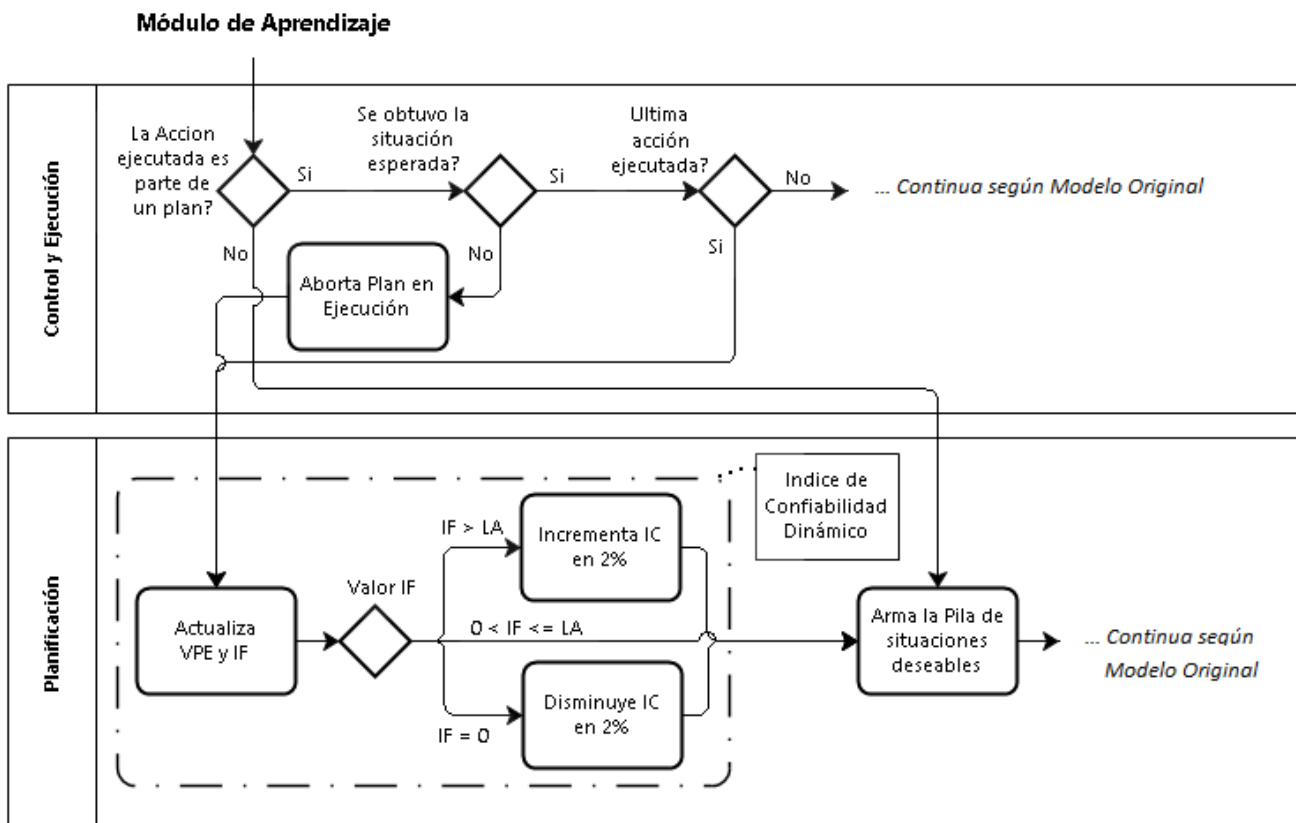 Módulo de Aprendizaje
Control y Ejecución
La Accion
ejecutada es
parte de
un plan?
Si
No
Se obtuvo la
situación
esperada?
Si
No
Ultima
acción
ejecutada?
No
Si
... Continua según Modelo Original
Aborta Plan en
Ejecución
Planificación
Indice de
Confiabilidad
Dinámico
Actualiza
VPE y IF
Valor IF
IF > LA
Incrementa IC
en 2%
0 < IF <= LA
IF = 0
Disminuye IC
en 2%
Arma la Pila de
situaciones
deseables
... Continua según
Modelo Original